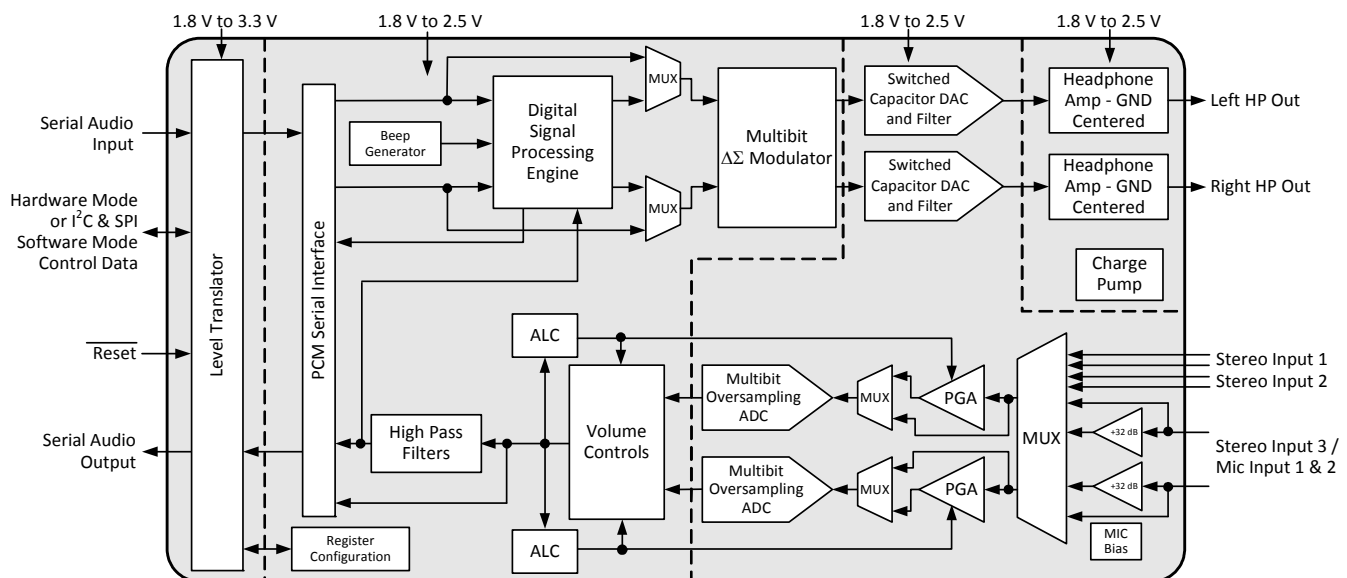 1.8 V to 3.3 V
1.8 V to 2.5 V
1.8 V to 2.5 V
1.8 V to 2.5 V
Serial Audio
Input
Hardware Mode
or I²C & SPI
Software Mode
Control Data
Reset
Serial Audio
Output
Level Translator
PCM Serial Interface
Beep
Generator
Digital
Signal
Processing
Engine
MUX
MUX
Multibit
ΔΣ Modulator
Switched
Capacitor DAC
and Filter
Switched
Capacitor DAC
and Filter
Headphone
Amp - GND
Centered
Headphone
Amp - GND
Centered
Left HP Out
Right HP Out
Charge
Pump
ALC
High Pass
Filters
Volume
Controls
ALC
Register
Configuration
Multibit
Oversampling
ADC
MUX
PGA
Multibit
Oversampling
ADC
MUX
PGA
MUX
+32 dB
+32 dB
MIC
Bias
Stereo Input 1
Stereo Input 2
Stereo Input 3 /
Mic Input 1 & 2